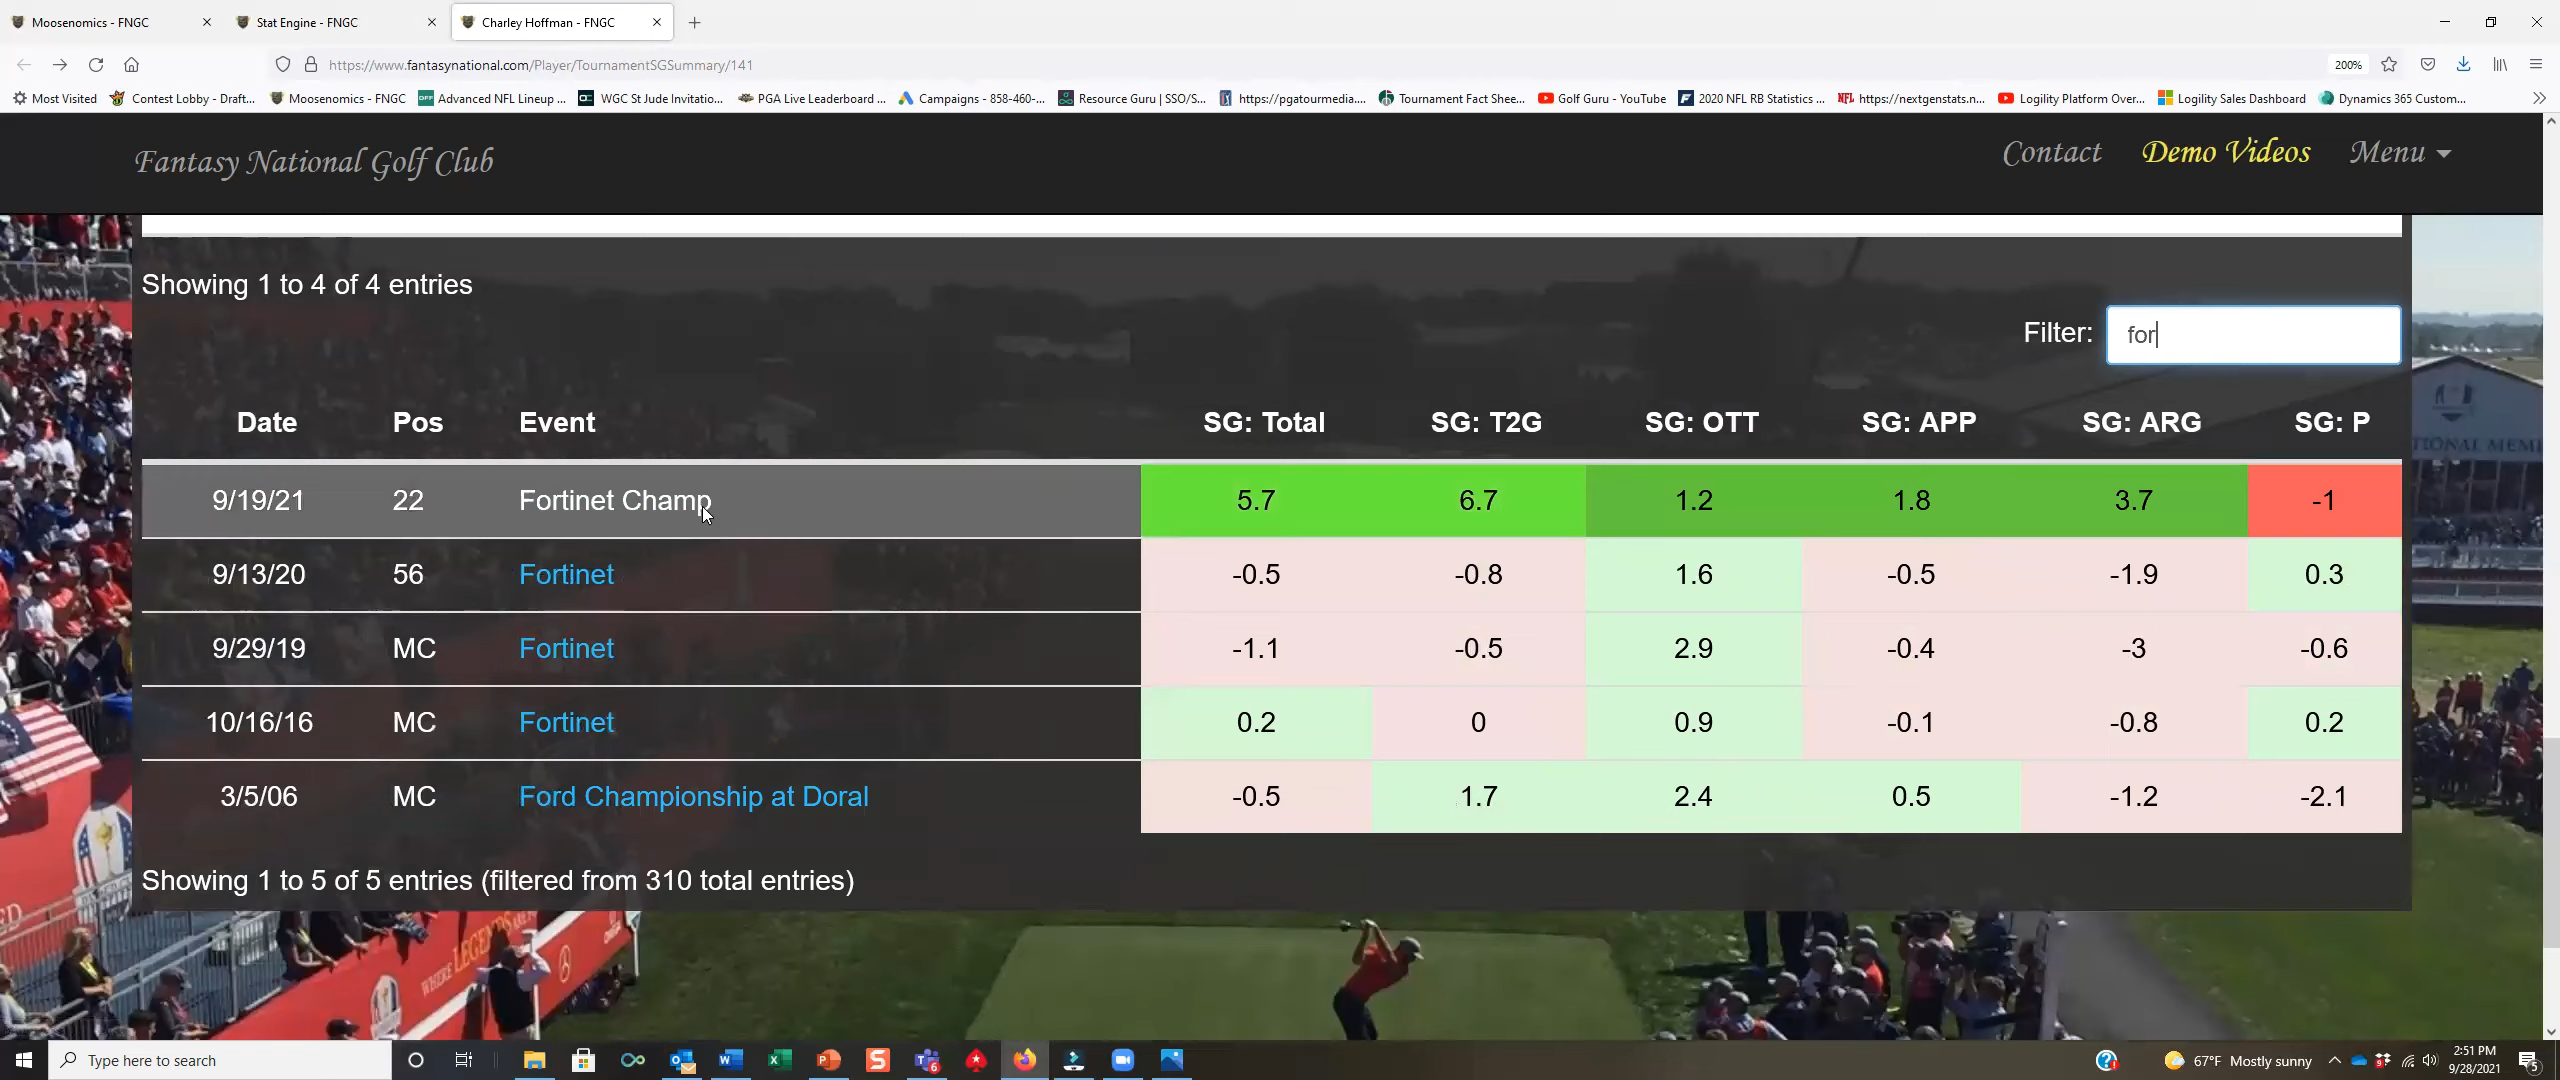 Moosenomics - FNGC
Stat Engine - FNGC
Charley Hoffman - FNGC
https://www.fantasynational.com/Player/TournamentSGSummary/141
200%
Most Visited
Contest Lobby - Draft...
Moosenomics - FNGC
Advanced NFL Lineup ...
WGC St Jude Invitatio...
PGA Live Leaderboard ...
Campaigns - 858-460-...
Resource Guru | SSO/S...
https://pgatourmedia....
Tournament Fact Shee...
Golf Guru - YouTube
2020 NFL RB Statistics ...
https://nextgenstats.n...
Logility Platform Over...
Logility Sales Dashboard
Dynamics 365 Custom...
Fantasy National Golf Club
Contact
Demo Videos
Menu
Showing 1 to 4 of 4 entries
Filter: for
Date Pos Event SG: Total SG: T2G SG: OTT SG: APP SG: ARG SG: P
9/19/21 22 Fortinet Champ 5.7 6.7 1.2 1.8 3.7 -1
9/13/20 56 Fortinet -0.5 -0.8 1.6 -0.5 -1.9 0.3
9/29/19 MC Fortinet -1.1 -0.5 2.9 -0.4 -3 -0.6
10/16/16 MC Fortinet 0.2 0 0.9 -0.1 -0.8 0.2
3/5/06 MC Ford Championship at Doral -0.5 1.7 2.4 0.5 -1.2 -2.1
Showing 1 to 5 of 5 entries (filtered from 310 total entries)
WHERE LEGENDS
Type here to search
67°F Mostly sunny
2:51 PM
9/28/2021